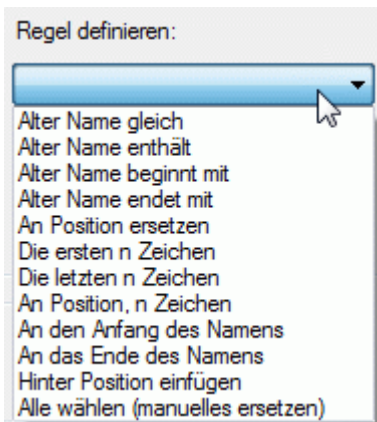 Regel definieren:
Alter Name gleich
Alter Name enthält
Alter Name beginnt mit
Alter Name endet mit
An Position ersetzen
Die ersten n Zeichen
Die letzten n Zeichen
An Position, n Zeichen
An den Anfang des Namens
An das Ende des Namens
Hinter Position einfügen
Alle wählen (manuelles ersetzen)